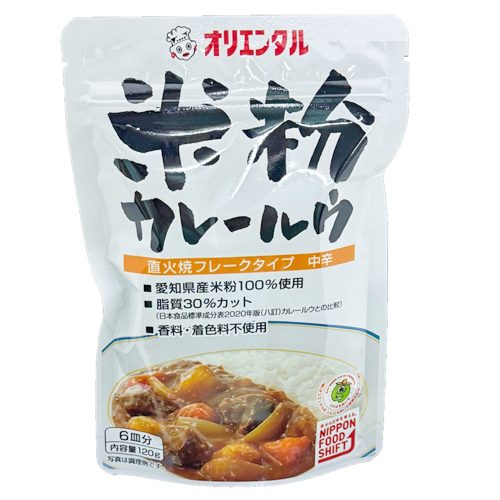 オリエンタル
米粉
カレールウ
直火焼フレークタイプ 中辛
■愛知県産米粉100%使用
■脂質30%カット
(日本食品標準成分表2020年版(八訂)カレールウとの比較)
■香料・着色料不使用
6皿分
内容量120g
写真は調理例です
NIPPON
FOOD
SHIFT